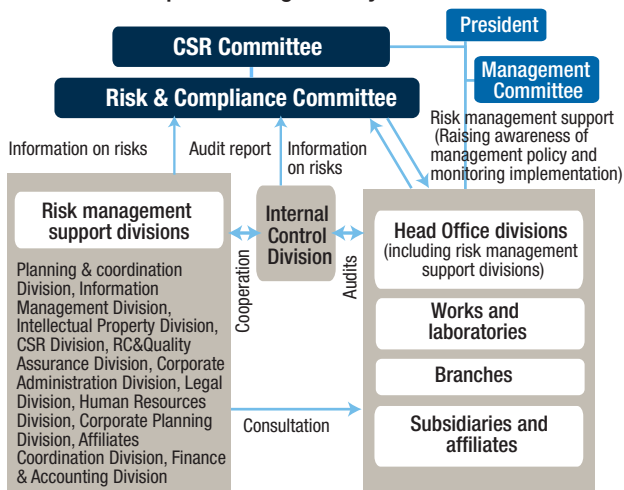 President
CSR Committee
Management
Committee
Risk & Compliance Committee
Risk management support
(Raising awareness of
management policy and
monitoring implementation)
Information on risks
Audit report
Information
on risks
Risk management
support divisions
Internal
Control
Division
Head Office divisions
(including risk management
support divisions)
Cooperation
Audits
Planning & coordination
Division, Information
Management Division,
Intellectual Property Division,
CSR Division, RC&Quality
Assurance Division, Corporate
Administration Division, Legal
Division, Human Resources
Division, Corporate Planning
Division, Affiliates
Coordination Division, Finance
& Accounting Division
Works and
laboratories
Branches
Consultation
Subsidiaries and
affiliates